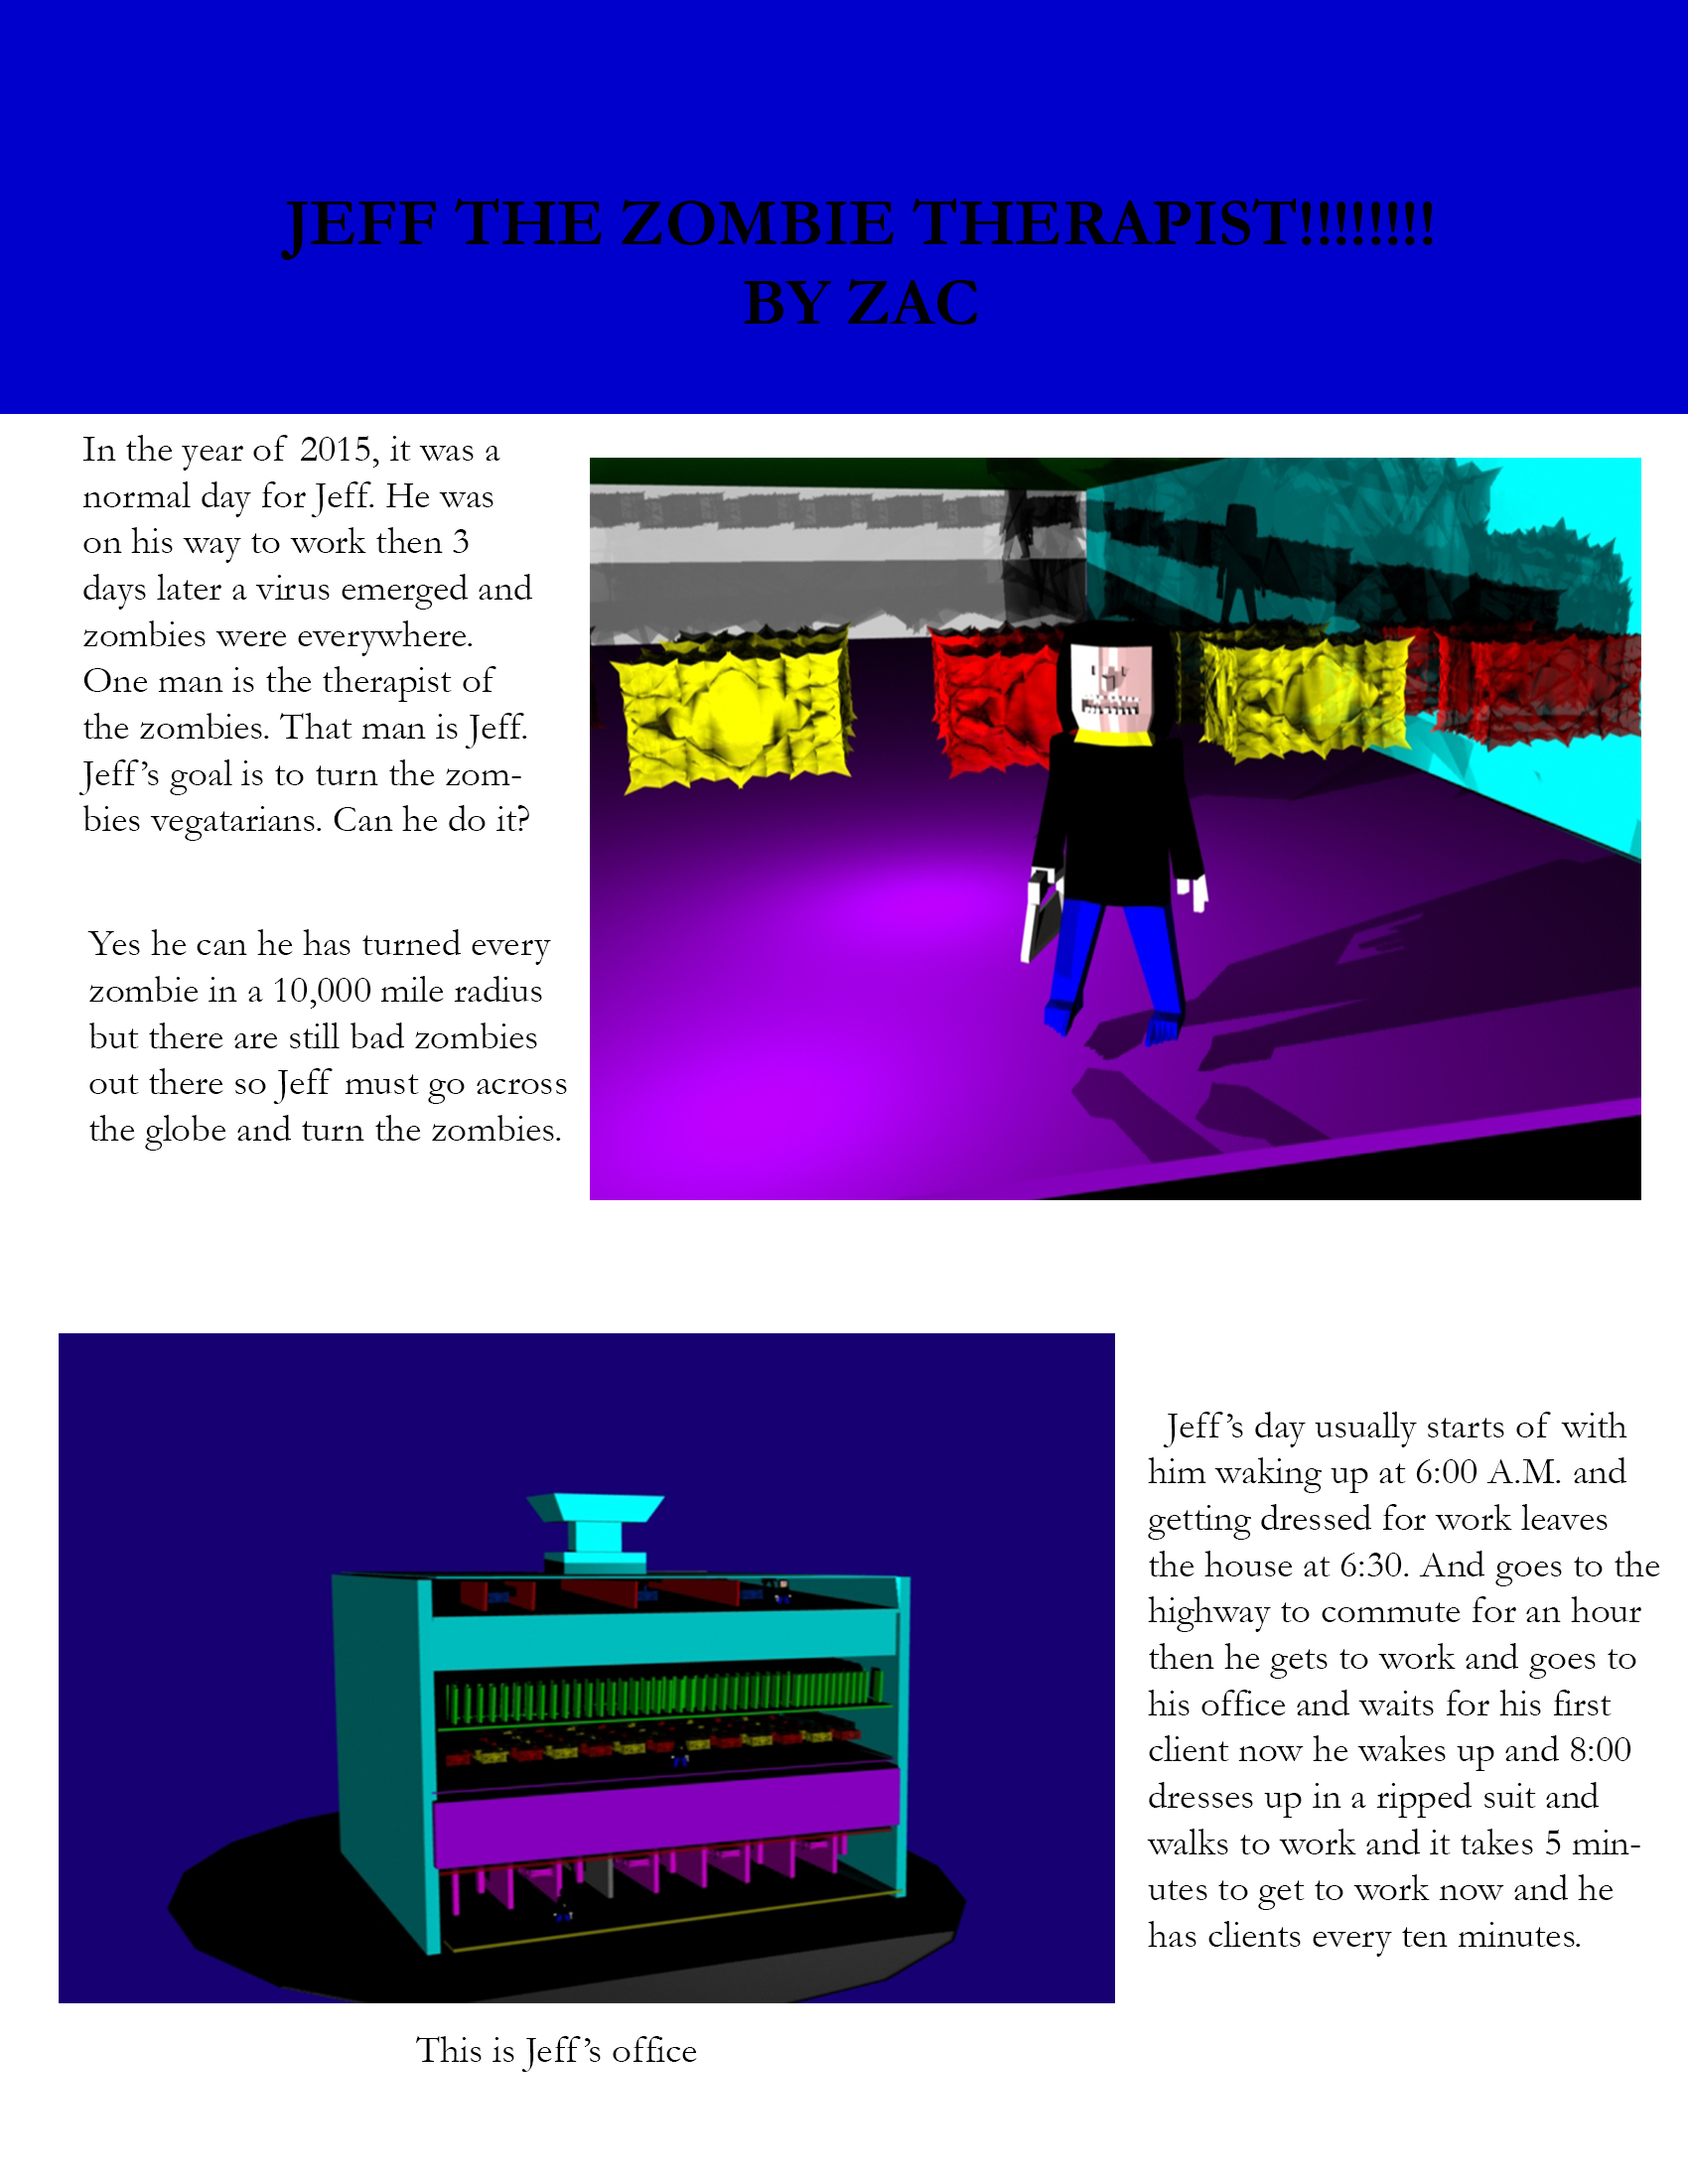 JEFF THE ZOMBIE THERAPIST!!!!!!!!
BY ZAC
In the year of 2015, it was a
normal day for Jeff. He was
on his way to work then 3
days later a virus emerged and
zombies were everywhere.
One man is the therapist of
the zombies. That man is Jeff.
Jeff’s goal is to turn the zom-
bies vegatarians. Can he do it?
Yes he can he has turned every
zombie in a 10,000 mile radius
but there are still bad zombies
out there so Jeff must go across
the globe and turn the zombies.
Jeff’s day usually starts of with
him waking up at 6:00 A.M. and
getting dressed for work leaves
the house at 6:30. And goes to the
highway to commute for an hour
then he gets to work and goes to
his office and waits for his first
client now he wakes up and 8:00
dresses up in a ripped suit and
walks to work and it takes 5 min-
utes to get to work now and he
has clients every ten minutes.
This is Jeff’s office